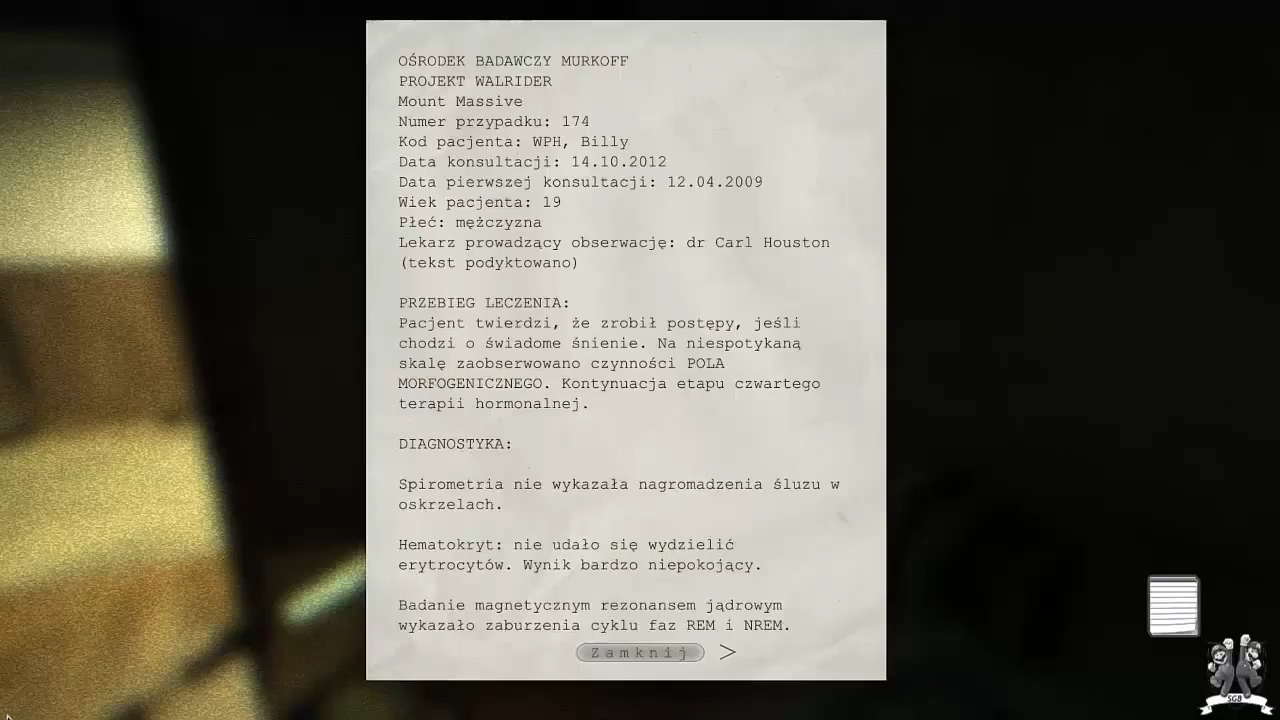 OŚRODEK BADAWCZY MURKOFF
PROJEKT WALRIDER
Mount Massive
Numer przypadku: 174
Kod pacjenta: WPH, Billy
Data konsultacji: 14.10.2012
Data pierwszej konsultacji: 12.04.2009
Wiek pacjenta: 19
Płeć: mężczyzna
Lekarz prowadzący obserwację: dr Carl Houston
(tekst podyktowano)
PRZEBIEG LECZENIA:
Pacjent twierdzi, że zrobił postępy, jeśli
chodzi o świadome śnienie. Na niespotykaną
skalę zaobserwowano czynności POLA
MORFOGENICZNEGO. Kontynuacja etapu czwartego
terapii hormonalnej.
DIAGNOSTYKA:
Spirometria nie wykazała nagromadzenia śluzu w
oskrzelach.
Hematokryt: nie udało się wydzielić
erytrocytów. Wynik bardzo niepokojący.
Badanie magnetycznym rezonansem jądrowym
wykazało zaburzenia cyklu faz REM i NREM.
Zamknij >
SGB